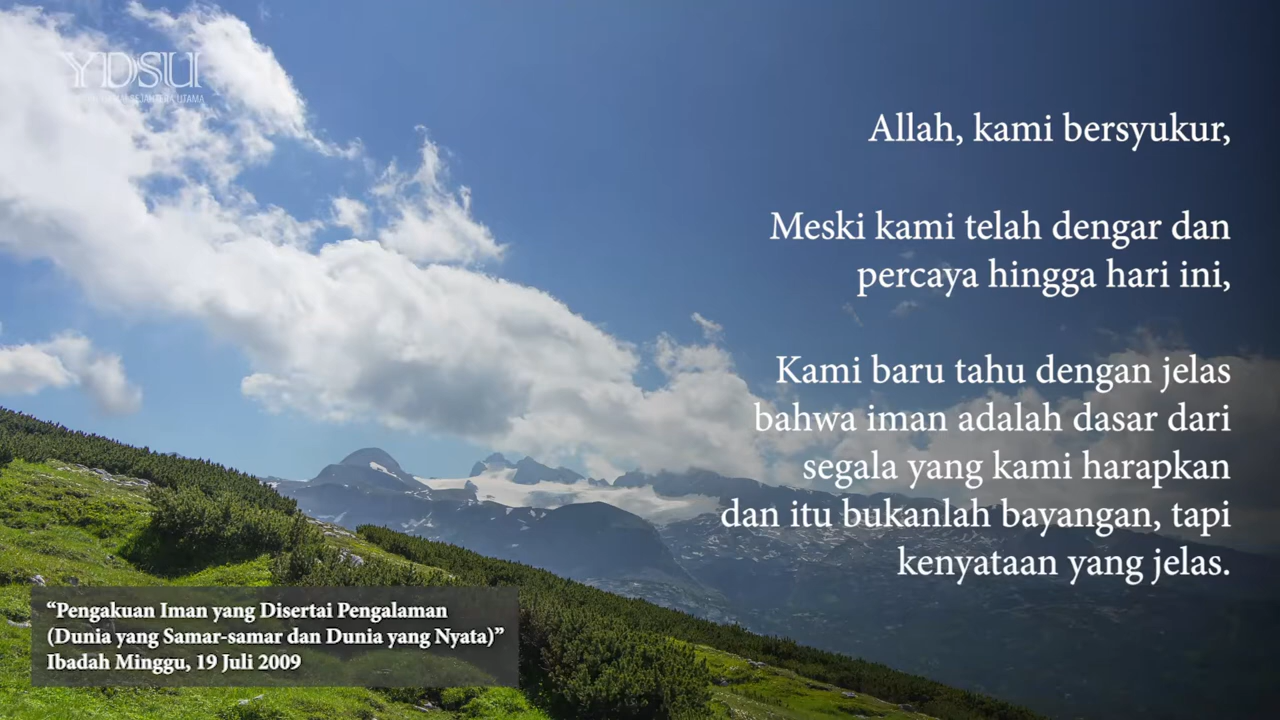 YDSU
Allah, kami bersyukur,
Meski kami telah dengar dan
percaya hingga hari ini,
Kami baru tahu dengan jelas
bahwa iman adalah dasar dari
segala yang kami harapkan
dan itu bukanlah bayangan, tapi
kenyataan yang jelas.
“Pengakuan Iman yang Disertai Pengalaman
(Dunia yang Samar-samar dan Dunia yang Nyata)”
Ibadah Minggu, 19 Juli 2009